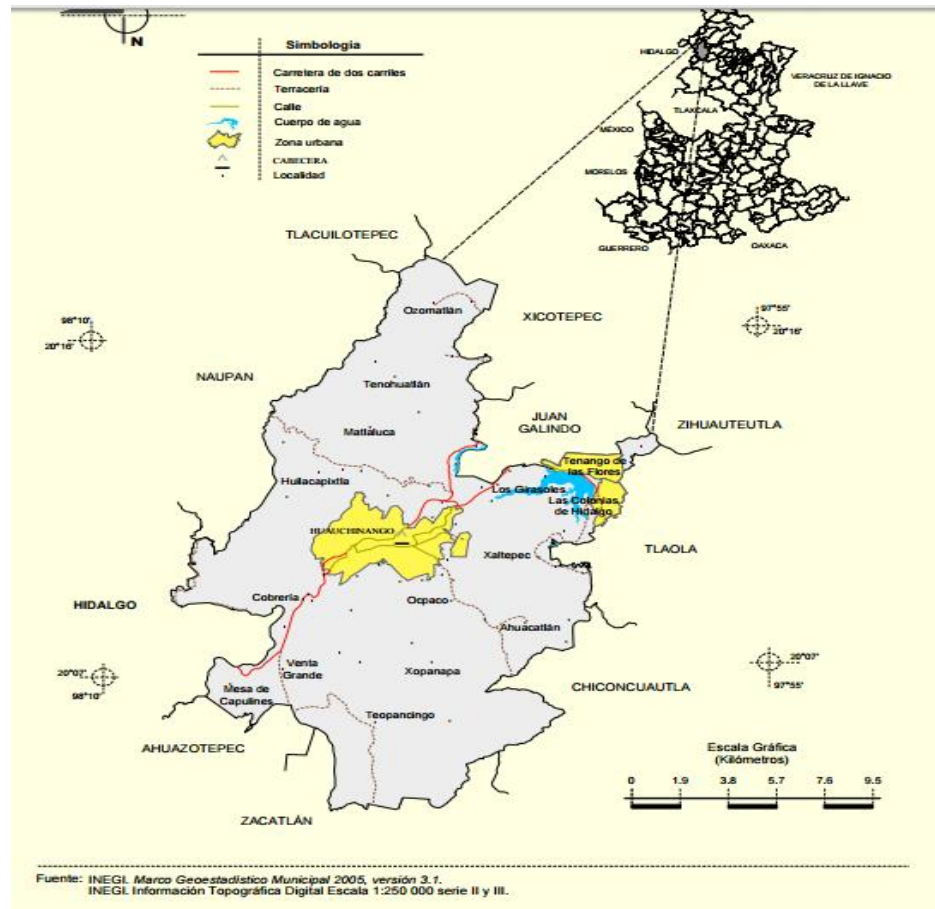 N
Simbología
Carretera de dos carriles
Terracería
Calle
Cuerpo de agua
Zona urbana
CABECERA
Localidad
HIDALGO
VERACRUZ DE IGNACIO
DE LA LLAVE
TLAXCALA
MÉXICO
MORELOS
GUERRERO
OAXACA
TLACUILOTEPEC
XICOTEPEC
98°10'
20°16'
97°55'
20°16'
NAUPAN
JUAN
GALINDO
ZIHUAUTEUTLA
TLAOLA
HIDALGO
CHICONCUAUTLA
AHUAZOTEPEC
ZACATLÁN
Ozomatlán
Tenohuatlán
Matlaluca
Huilacapixtla
Tenango de
las Flores
Los Girasoles
Las Colonias
de Hidalgo
HUAUCHINANGO
Xaltepec
Cobrería
Ocpaco
Ahuacatlán
Venta
Grande
Xopanapa
Mesa de
Capulines
Teopancingo
20°07'
98°10'
20°07'
97°55'
Escala Gráfica
(Kilómetros)
0 1.9 3.8 5.7 7.6 9.5
Fuente: INEGI. Marco Geoestadístico Municipal 2005, versión 3.1.
INEGI. Información Topográfica Digital Escala 1:250 000 serie II y III.